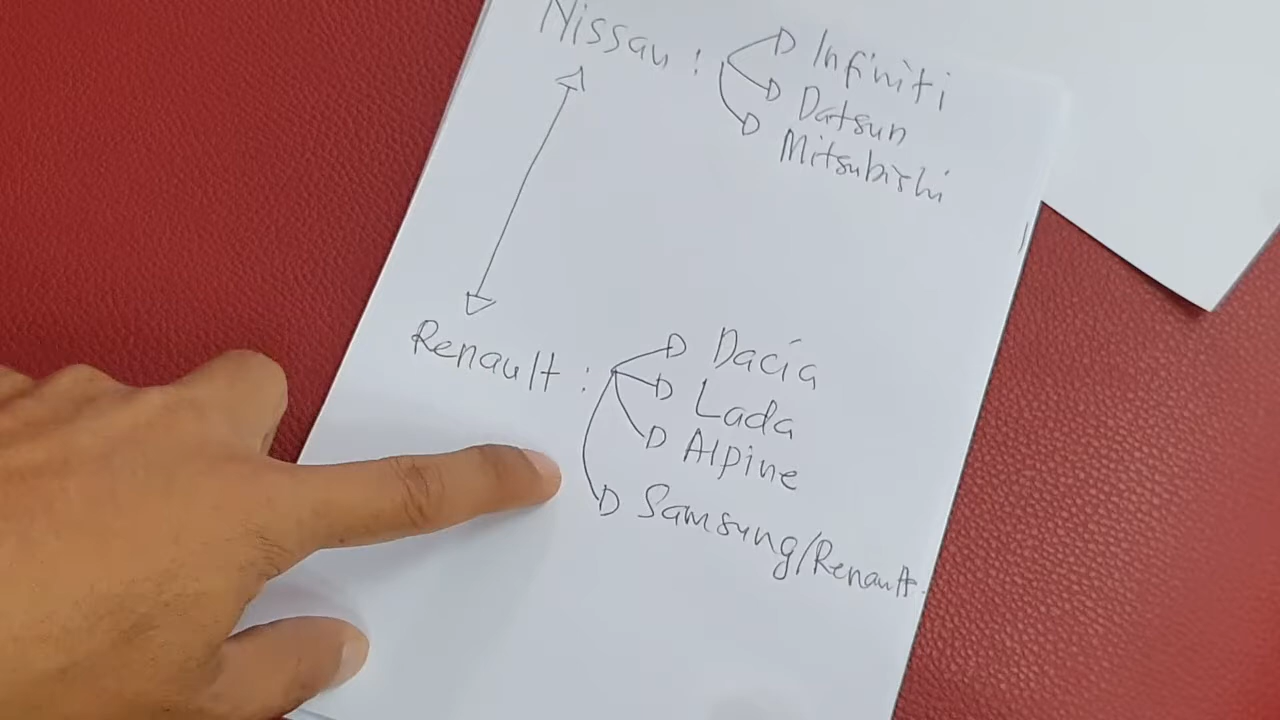 Nissan : Infiniti
Datsun
Mitsubishi
Renault : Dacia
Lada
Alpine
Samsung/Renault.